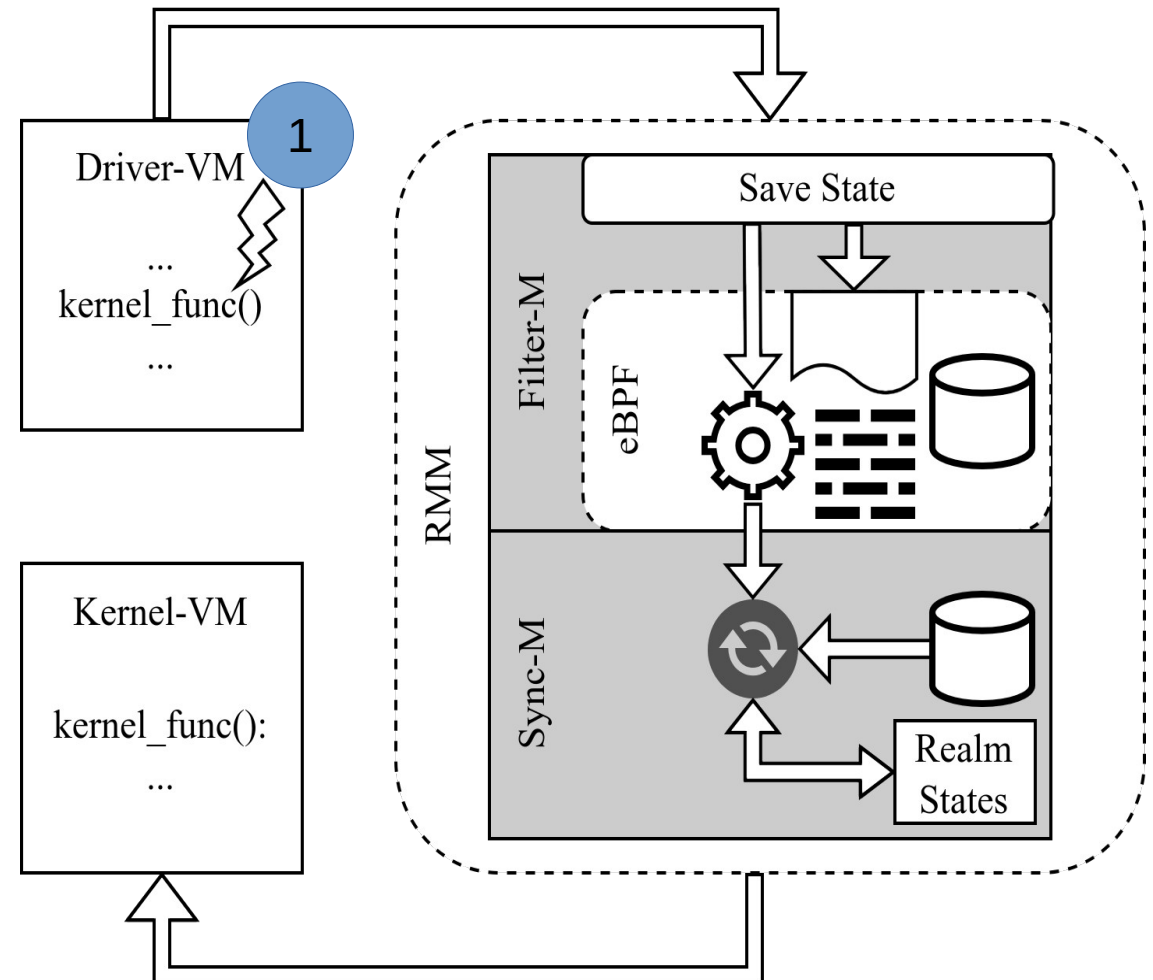 1
Driver-VM
...
kernel_func()
...
Kernel-VM
kernel_func():
...
RMM
Filter-M
Save State
eBPF
Sync-M
Realm
States